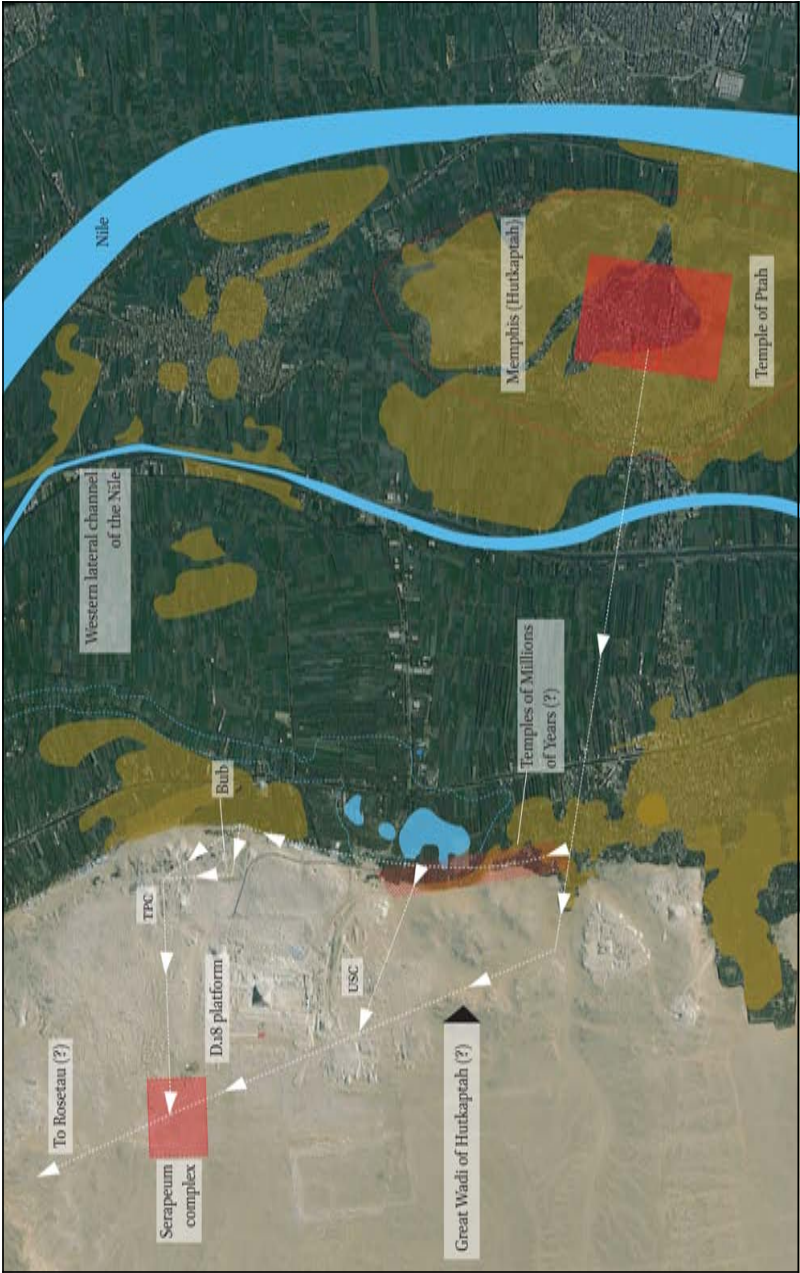 Nile
Western lateral channel
of the Nile
Memphis (Hutkaptah)
Temple of Ptah
Bub
Temples of Millions
of Years (?)
TPC
D.18 platform
USC
To Rosetau (?)
Serapeum
complex
Great Wadi of Hutkaptah (?)